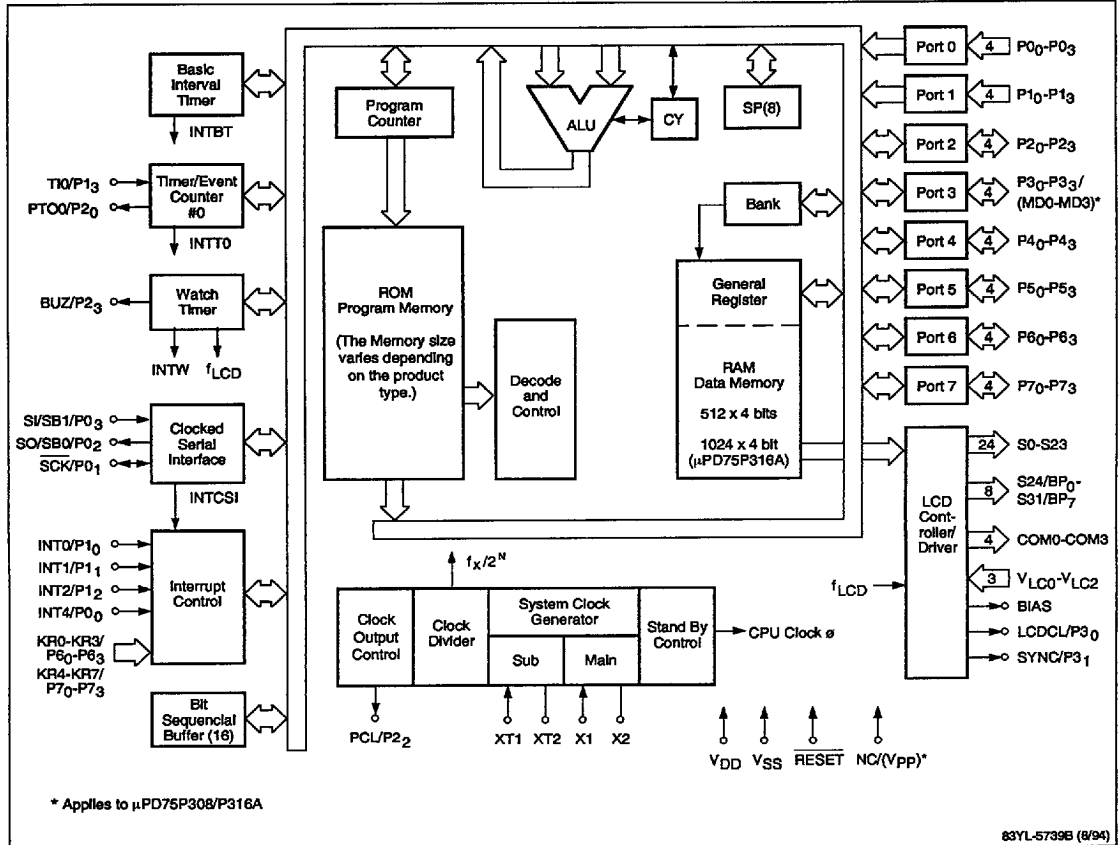 Basic
Interval
Timer
INTBT
TI0/P1₃
PTO0/P2₀
Timer/Event
Counter
#0
INTT0
BUZ/P2₃
Watch
Timer
INTW
fLCD
SI/SB1/P0₃
SO/SB0/P0₂
SCK/P0₁
Clocked
Serial
Interface
INTCSI
INT0/P1₀
INT1/P1₁
INT2/P1₂
INT4/P0₀
KR0-KR3/
P6₀-P6₃
KR4-KR7/
P7₀-P7₃
Interrupt
Control
Bit
Sequencial
Buffer (16)
Program
Counter
ALU
CY
SP(8)
Bank
ROM
Program Memory
(The Memory size
varies depending
on the product
type.)
Decode
and
Control
General
Register
RAM
Data Memory
512 x 4 bits
1024 x 4 bit
(μPD75P316A)
fX/2ᴺ
Clock
Output
Control
Clock
Divider
System Clock
Generator
Sub
Main
Stand By
Control
CPU Clock ø
PCL/P2₂
XT1
XT2
X1
X2
VDD
VSS
RESET
NC/(VPP)*
Port 0 4 P0₀-P0₃
Port 1 4 P1₀-P1₃
Port 2 4 P2₀-P2₃
Port 3 4 P3₀-P3₃/
(MD0-MD3)*
Port 4 4 P4₀-P4₃
Port 5 4 P5₀-P5₃
Port 6 4 P6₀-P6₃
Port 7 4 P7₀-P7₃
LCD
Cont-
roller/
Driver
fLCD
24 S0-S23
8 S24/BP₀-
S31/BP₇
4 COM0-COM3
3 VLC0-VLC2
BIAS
LCDCL/P3₀
SYNC/P3₁
* Applies to μPD75P308/P316A
83YL-5739B (8/94)